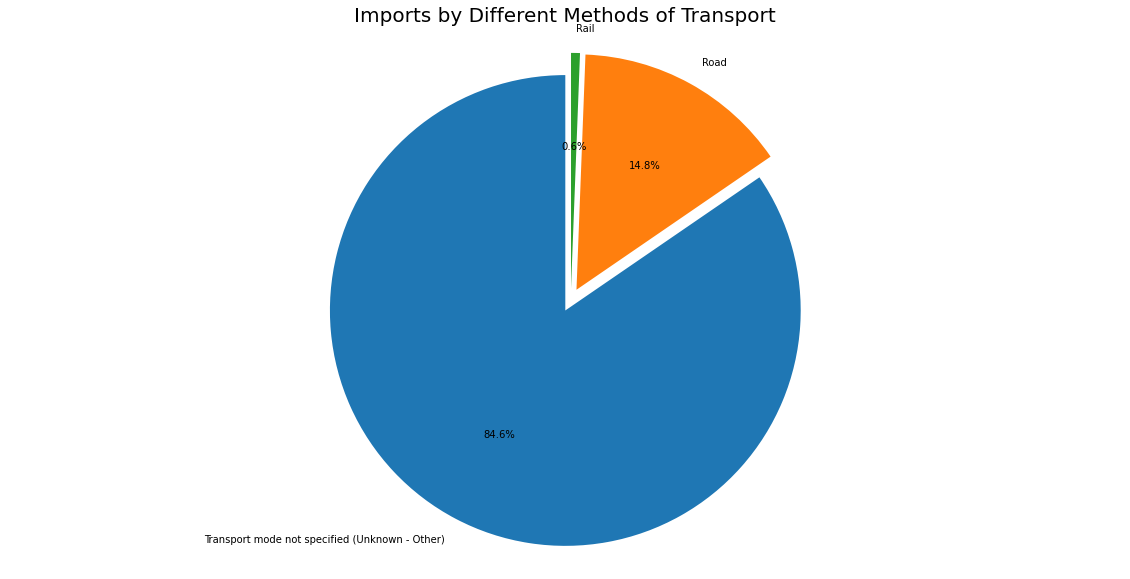 Imports by Different Methods of Transport
Rail
Road
0.6%
14.8%
84.6%
Transport mode not specified (Unknown - Other)